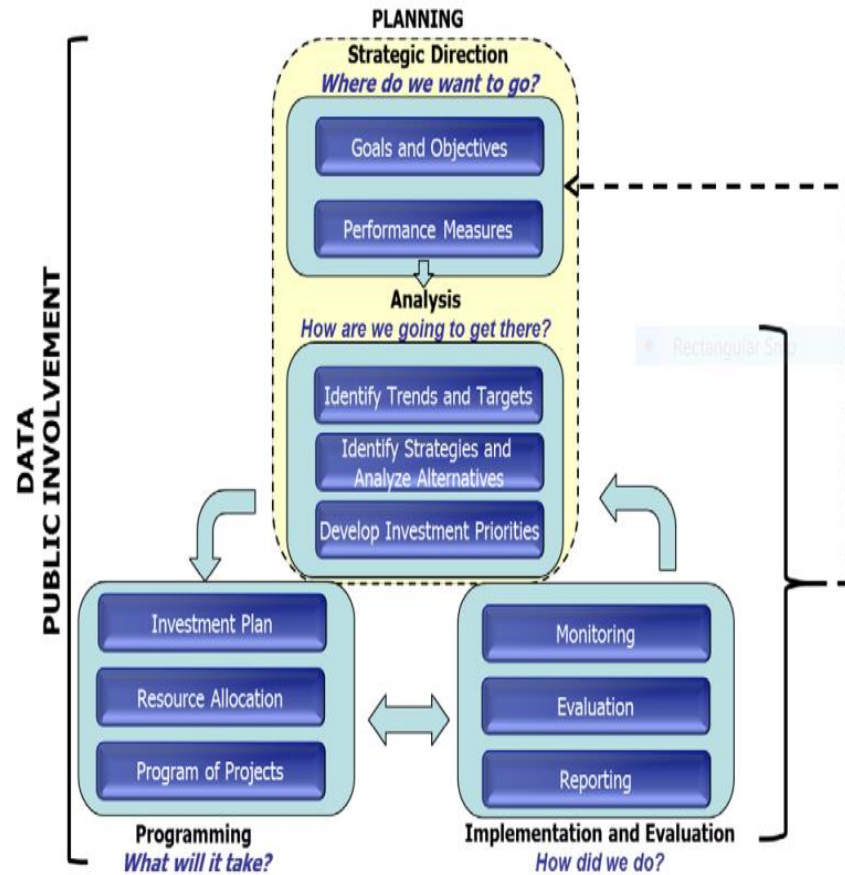 PLANNING
Strategic Direction
Where do we want to go?
Goals and Objectives
Performance Measures
Analysis
How are we going to get there?
Rectangular Snip
Identify Trends and Targets
Identify Strategies and
Analyze Alternatives
Develop Investment Priorities
DATA
PUBLIC INVOLVEMENT
Investment Plan
Resource Allocation
Program of Projects
Programming
What will it take?
Monitoring
Evaluation
Reporting
Implementation and Evaluation
How did we do?